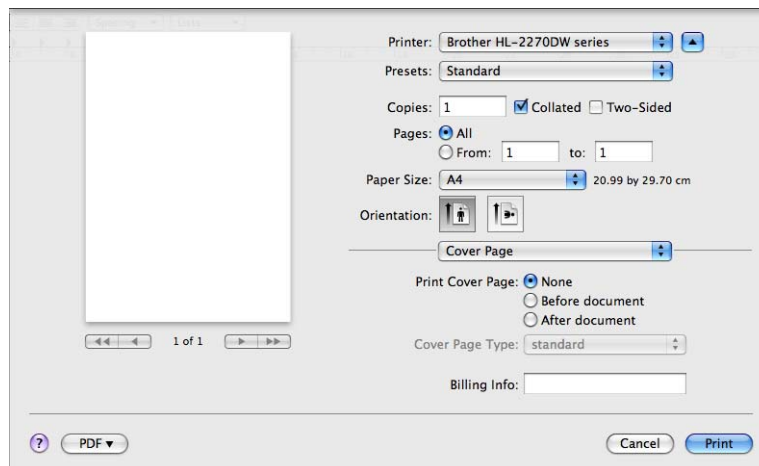 Spacing Lists
Printer: Brother HL-2270DW series
Presets: Standard
Copies: 1 Collated Two-Sided
Pages: All
From: 1 to: 1
Paper Size: A4 20.99 by 29.70 cm
Orientation:
Cover Page
Print Cover Page: None
Before document
After document
1 of 1
Cover Page Type: standard
Billing Info:
? PDF ▾ Cancel Print